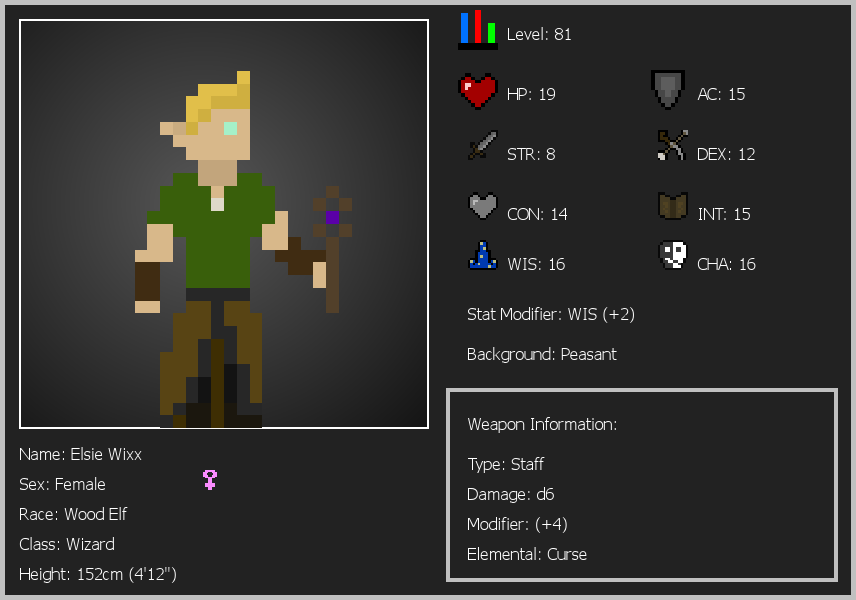 Level: 81
HP: 19
AC: 15
STR: 8
DEX: 12
CON: 14
INT: 15
WIS: 16
CHA: 16
Stat Modifier: WIS (+2)
Background: Peasant
Weapon Information:
Type: Staff
Damage: d6
Modifier: (+4)
Elemental: Curse
Name: Elsie Wixx
Sex: Female
Race: Wood Elf
Class: Wizard
Height: 152cm (4'12")